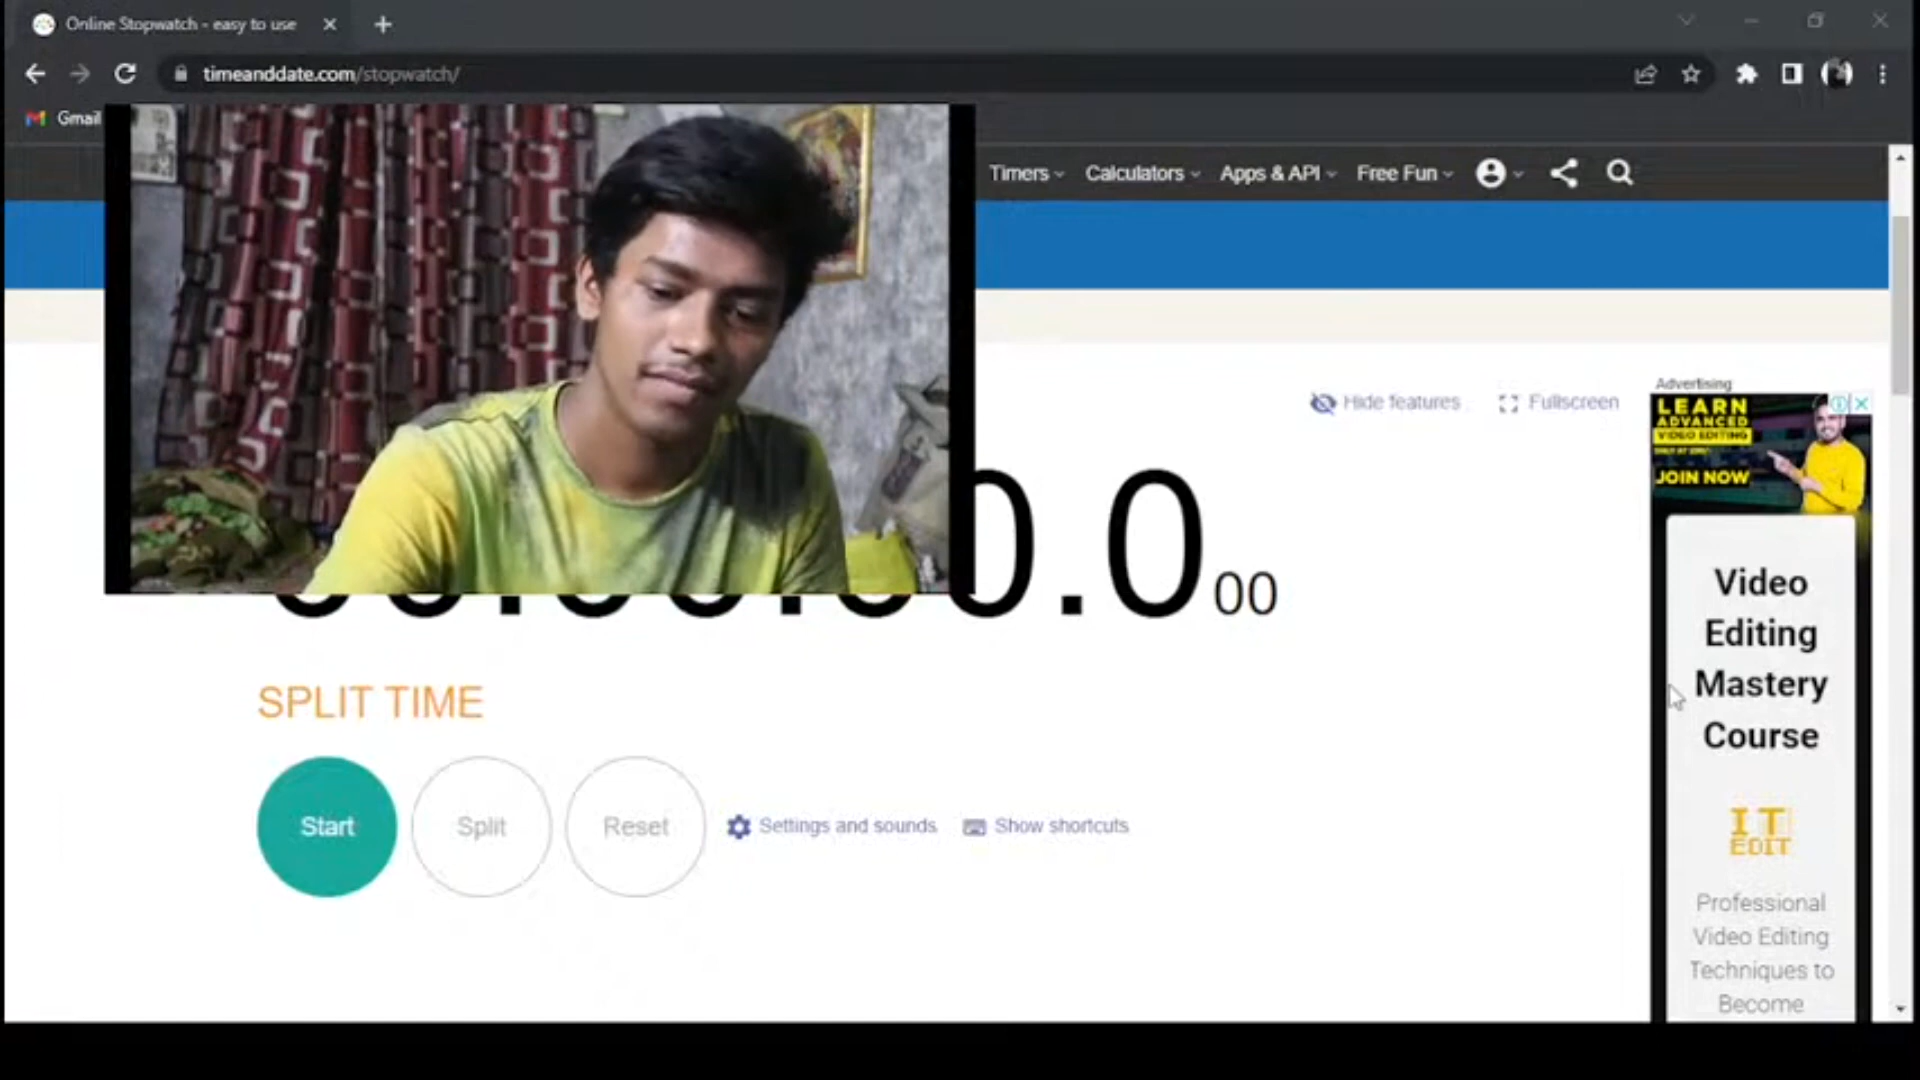 Online Stopwatch - easy to use
timeanddate.com/stopwatch/
Gmail
Timers
Calculators
Apps & API
Free Fun
Hide features
Fullscreen
Advertising
LEARN
ADVANCED
VIDEO EDITING
JOIN NOW
.0
00
SPLIT TIME
Start
Split
Reset
Settings and sounds
Show shortcuts
Video
Editing
Mastery
Course
IT
EDIT
Professional
Video Editing
Techniques to
Become